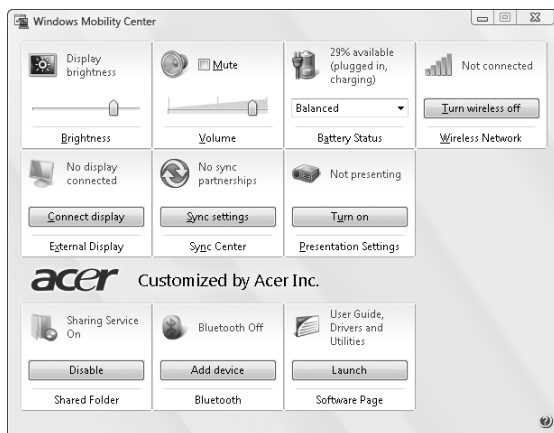 Windows Mobility Center
Display
brightness
Brightness
Mute
Volume
29% available
(plugged in,
charging)
Balanced
Battery Status
Not connected
Turn wireless off
Wireless Network
No display
connected
Connect display
External Display
No sync
partnerships
Sync settings
Sync Center
Not presenting
Turn on
Presentation Settings
acer Customized by Acer Inc.
Sharing Service
On
Disable
Shared Folder
Bluetooth Off
Add device
Bluetooth
User Guide,
Drivers and
Utilities
Launch
Software Page